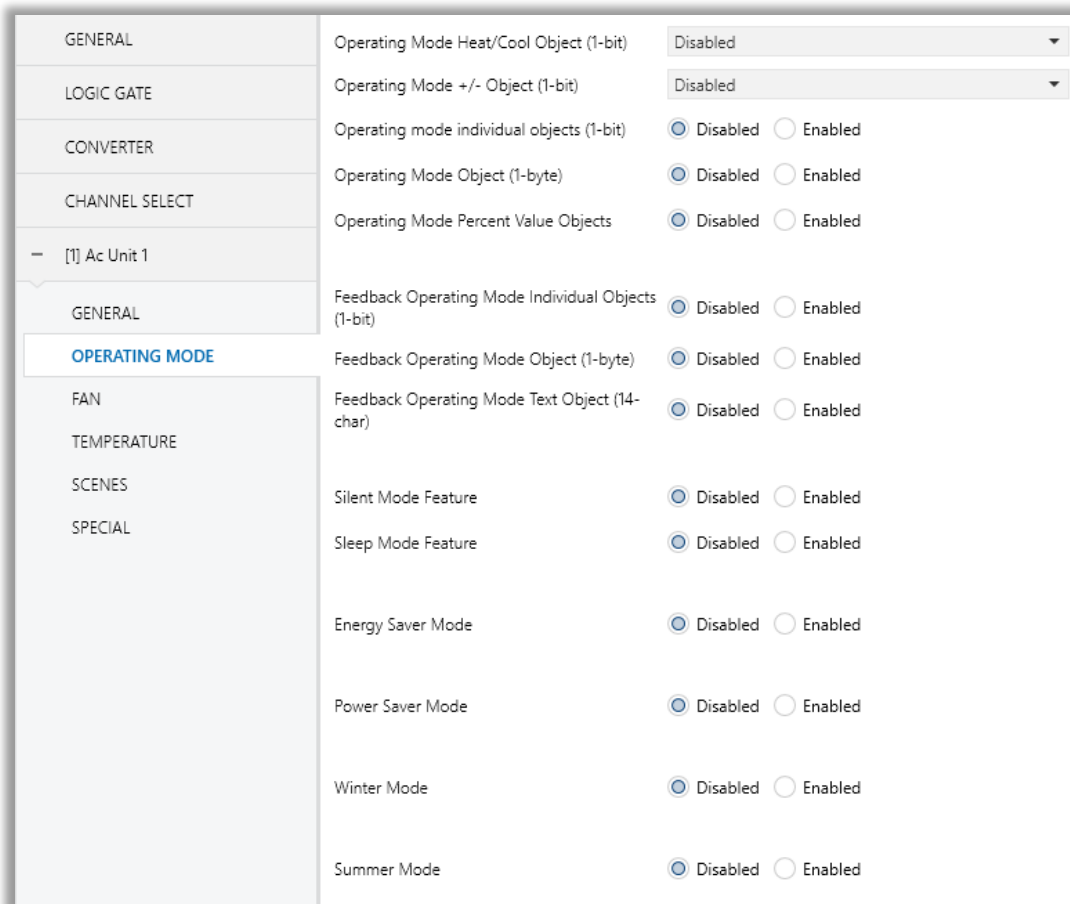 GENERAL
LOGIC GATE
CONVERTER
CHANNEL SELECT
[1] Ac Unit 1
GENERAL
OPERATING MODE
FAN
TEMPERATURE
SCENES
SPECIAL
Operating Mode Heat/Cool Object (1-bit) Disabled
Operating Mode +/- Object (1-bit) Disabled
Operating mode individual objects (1-bit) Disabled Enabled
Operating Mode Object (1-byte) Disabled Enabled
Operating Mode Percent Value Objects Disabled Enabled
Feedback Operating Mode Individual Objects
(1-bit) Disabled Enabled
Feedback Operating Mode Object (1-byte) Disabled Enabled
Feedback Operating Mode Text Object (14-
char) Disabled Enabled
Silent Mode Feature Disabled Enabled
Sleep Mode Feature Disabled Enabled
Energy Saver Mode Disabled Enabled
Power Saver Mode Disabled Enabled
Winter Mode Disabled Enabled
Summer Mode Disabled Enabled